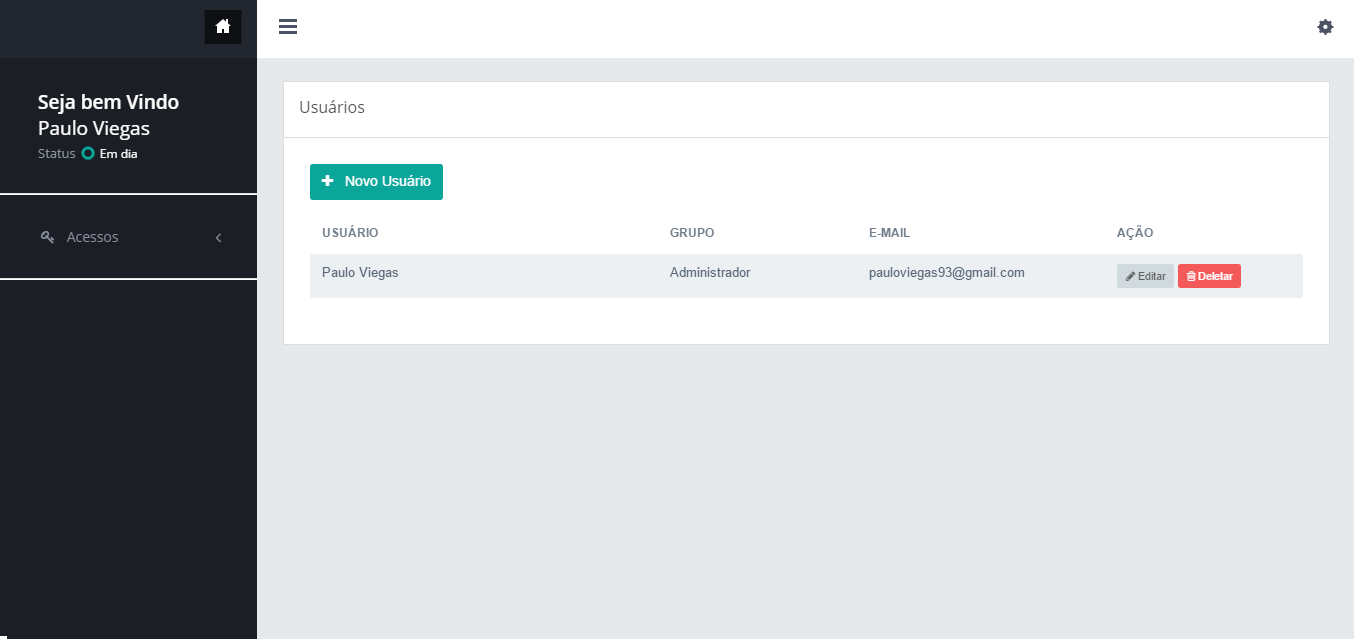 Seja bem Vindo
Paulo Viegas
Status Em dia
Acessos
Usuários
Novo Usuário
USUÁRIO GRUPO E-MAIL AÇÃO
Paulo Viegas Administrador pauloviegas93@gmail.com Editar Deletar